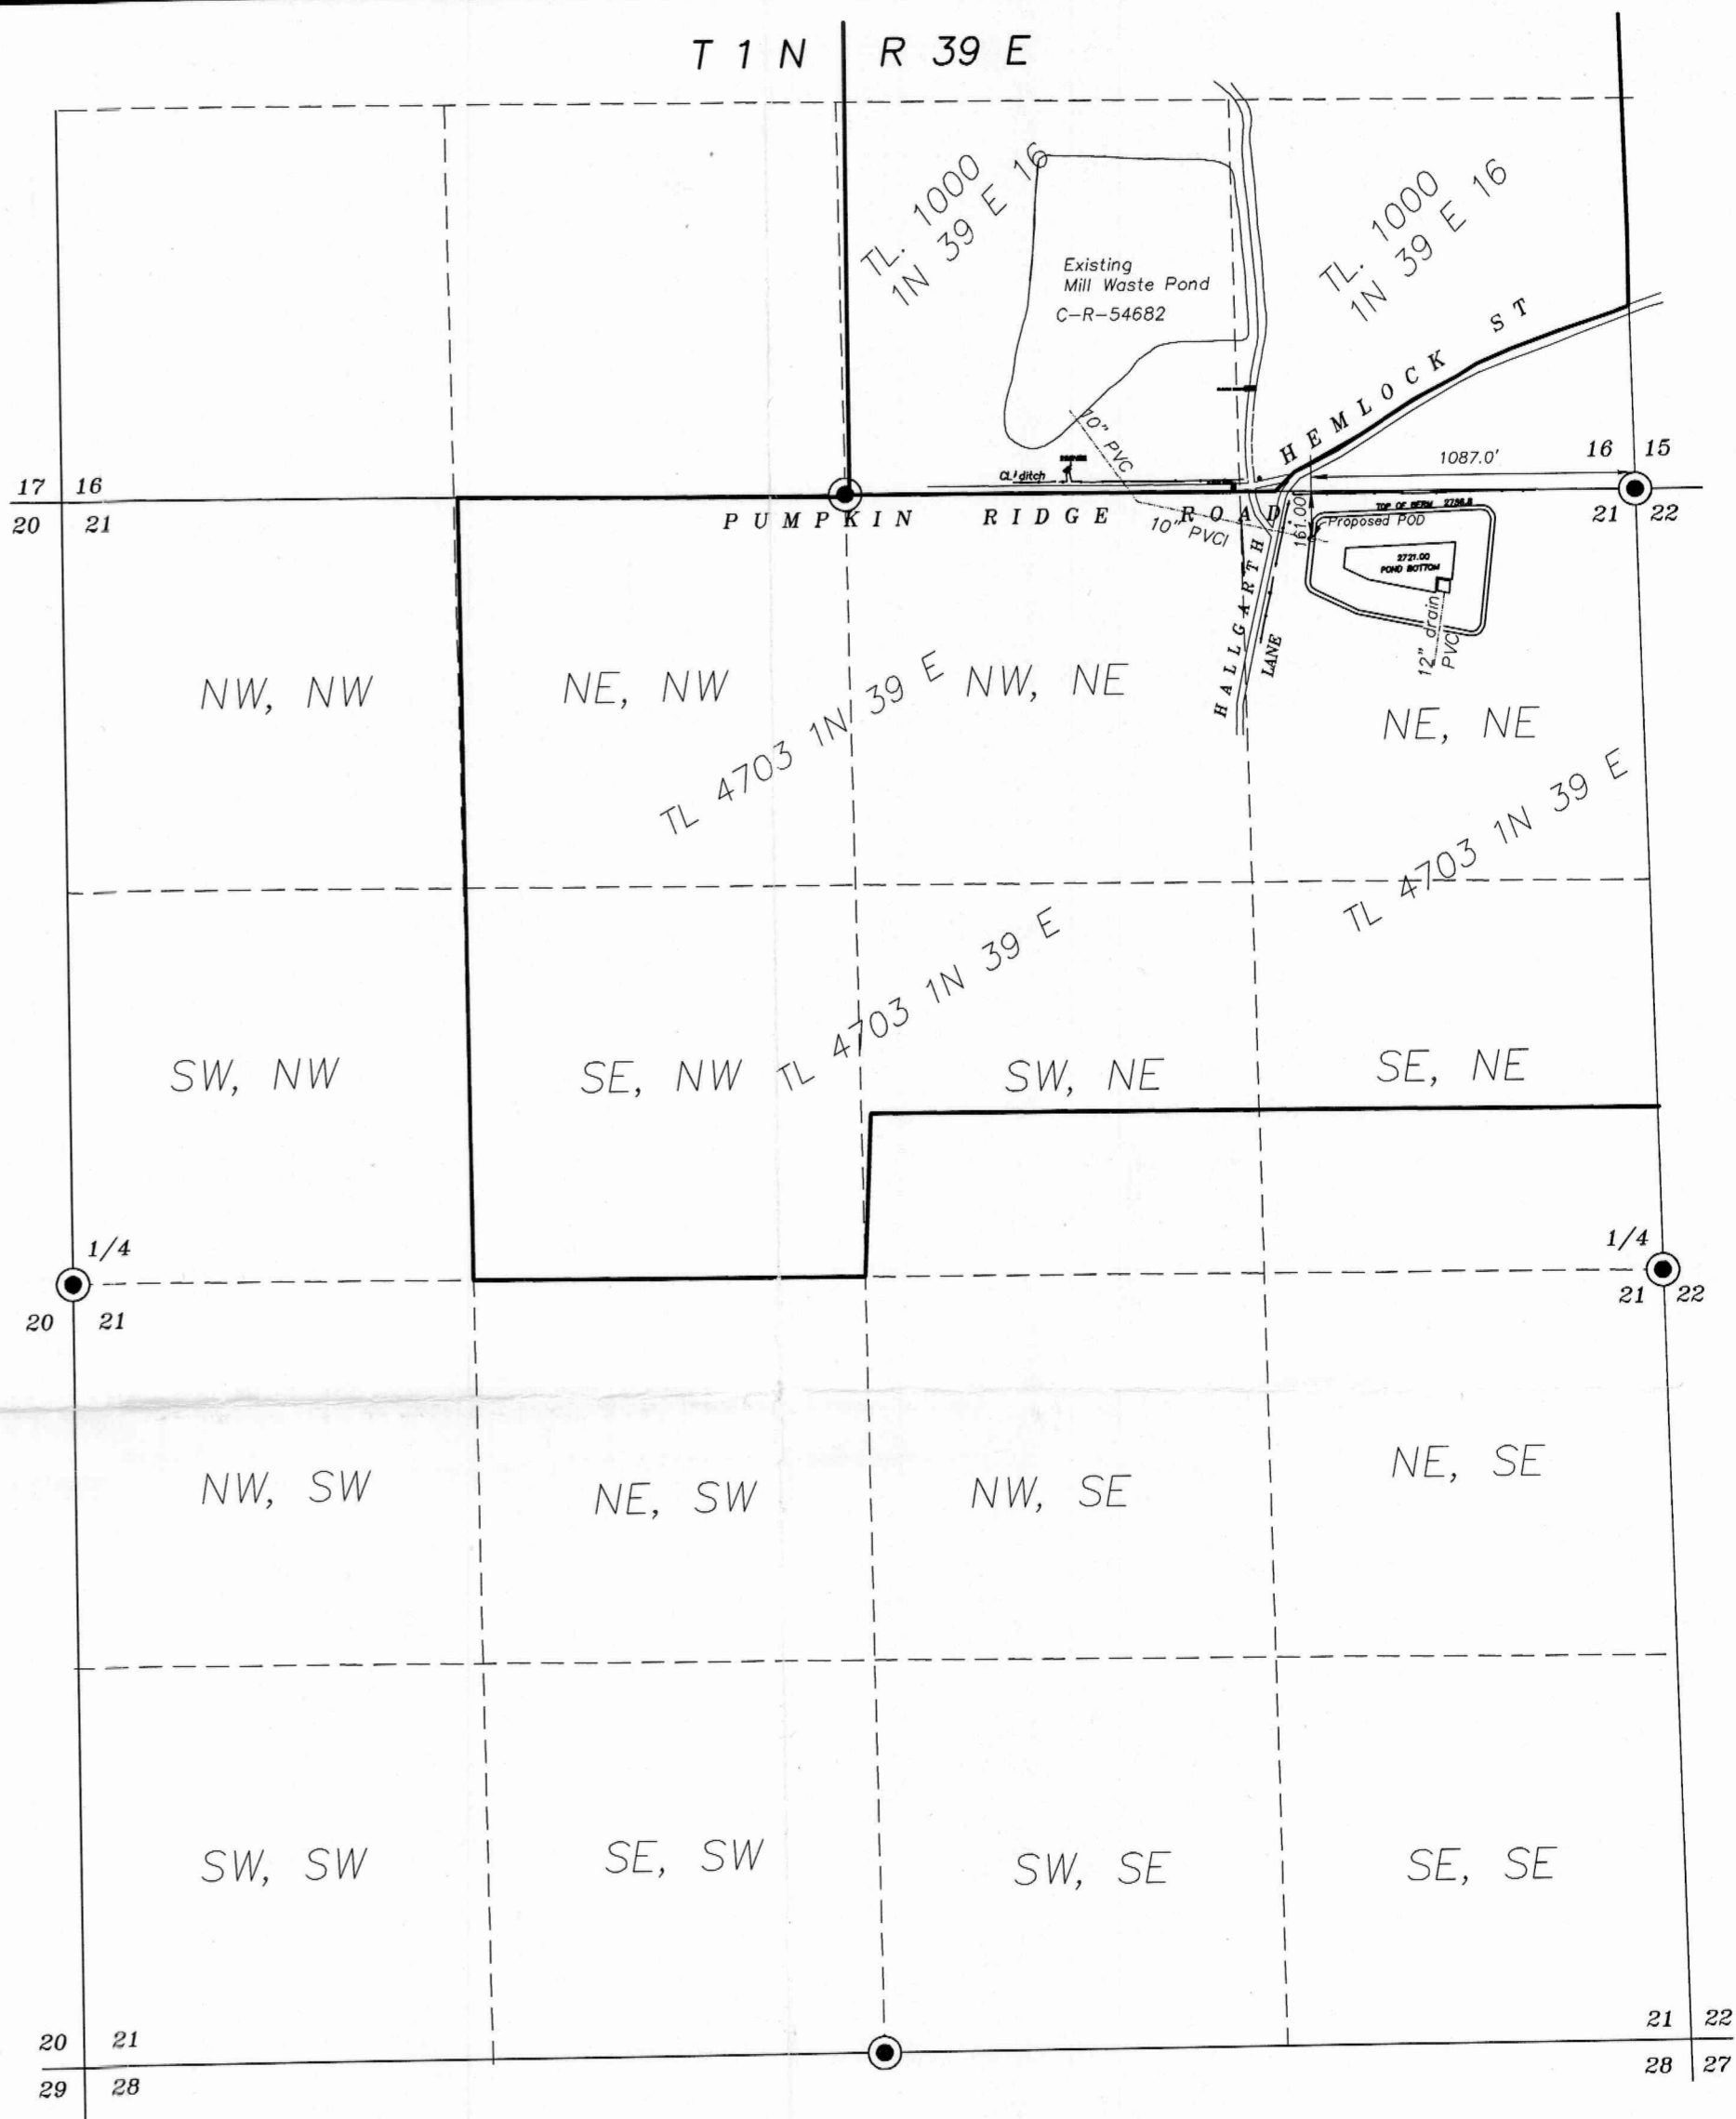 T 1 N R 39 E
TL. 1000
1N 39 E 16
TL. 1000
1N 39 E 16
Existing
Mill Waste Pond
C-R-54682
HEMLOCK ST
10" PVC
CL ditch
1087.0'
17 16
20 21
16 15
21 22
PUMPKIN RIDGE ROAD
10" PVC
161.00
TOP OF BERM
Proposed POD
2721.00
POND BOTTOM
12" drain
PVC
HALLGARTH
LANE
NW, NW
NE, NW
NW, NE
NE, NE
TL 4703 1N 39 E
TL 4703 1N 39 E
TL 4703 1N 39 E
SW, NW
SE, NW
SW, NE
SE, NE
1/4
20 21
1/4
21 22
NW, SW
NE, SW
NW, SE
NE, SE
SW, SW
SE, SW
SW, SE
SE, SE
20 21
29 28
21 22
28 27